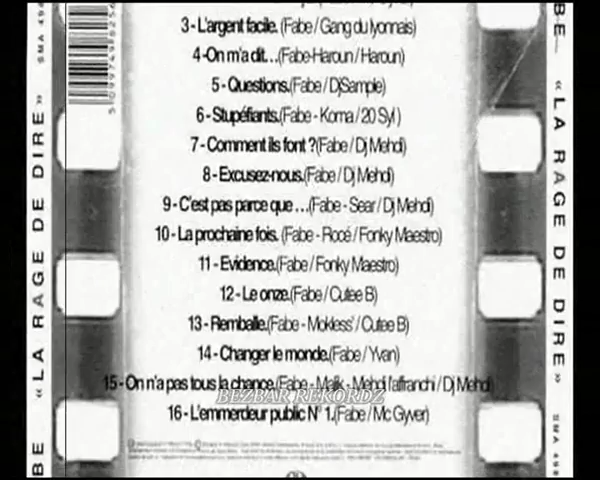 3 - L'argent facile. (Fabe / Gang du lyonnais)
4 -On m'a dit. . .(Fabe-Haroun / Haroun)
5 - Questions.(Fabe / DjSample)
6 - Stupéfiants.(Fabe - Koma / 20 Syl )
7 - Comment ils font ?(Fabe / Dj Mehdi)
8 - Excusez-nous.(Fabe / Dj Mehdi)
9 - C'est pas parce que . . .(Fabe - Sear / Dj Mehdi)
10 - La prochaine fois. (Fabe - Rocé / Fonky Maestro)
11 - Evidence.(Fabe / Fonky Maestro)
12 - Le onze.(Fabe / Cutee B)
13 - Remballe.(Fabe - Mokless' / Cutee B)
14 - Changer le monde.(Fabe / Yvan)
15 - On n'a pas tous la chance.(Fabe - Malik - Mehdi l'affranchi / Dj Mehdi)
BEZBAR REKORDZ
16 - L'emmerdeur public N° 1.(Fabe / Mc Gyver)
BE « LA RAGE DE DIRE »
BE « LA RAGE DE DIRE »